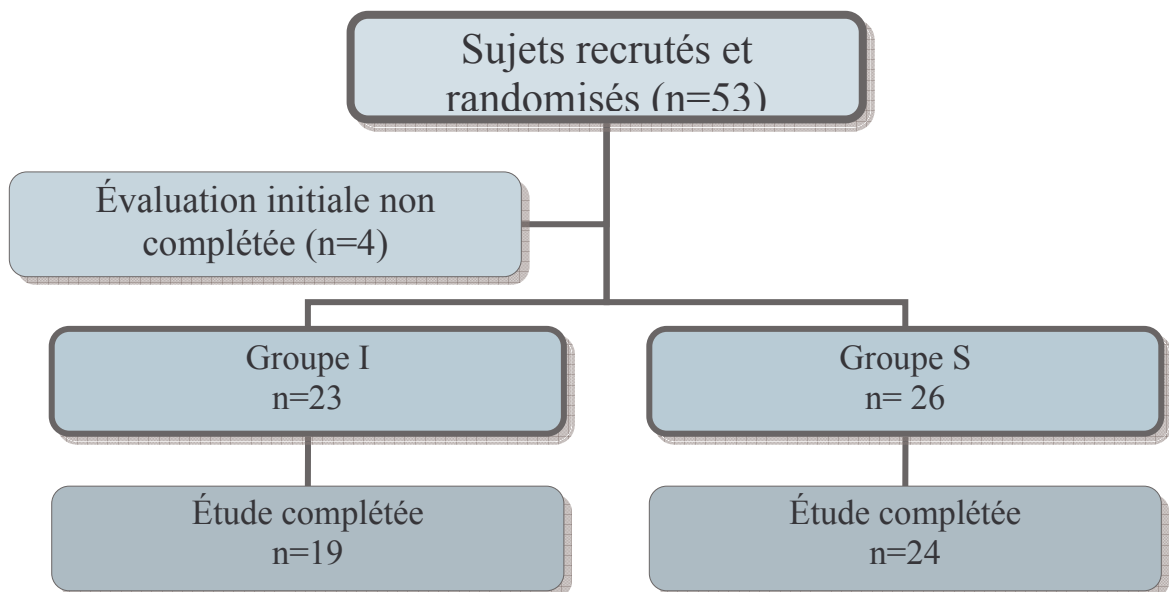 Sujets recrutés et
randomisés (n=53)
Évaluation initiale non
complétée (n=4)
Groupe I
n=23
Groupe S
n= 26
Étude complétée
n=19
Étude complétée
n=24